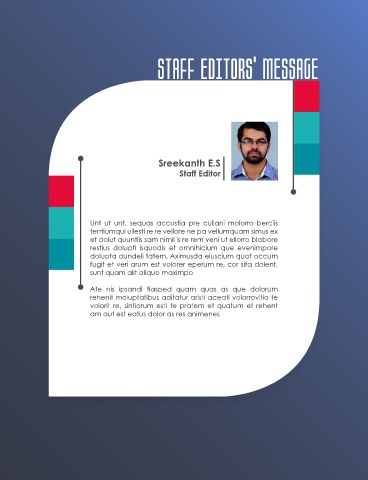 STAFF EDITORS' MESSAGE
Sreekanth E.S
Staff Editor
Unt ut unt, sequas accustia pre cullani molorro berciis
tentiumqui ullesti re re vellore ne pa vellumquam simus ex
et dolut quuntiis sam nimil is re rem veni ut ellorro blabore
restius dolupti isquodis et omnihicium que evenimpore
dolupta dundeli tatem. Aximusda eiuscium quat occum
fugit et veri arum est volorer eperum re, cor sita dolent,
sunt quam alit aliquo maximpo
Ate nis ipsandi tiasped quam quas as que dolorum
rehenit moluptatibus aditatur aristi aceati volorrovitia te
volorit re, sintiorum esti te pratem et quatum et rehent
am aut est eatus dolor as res animenes